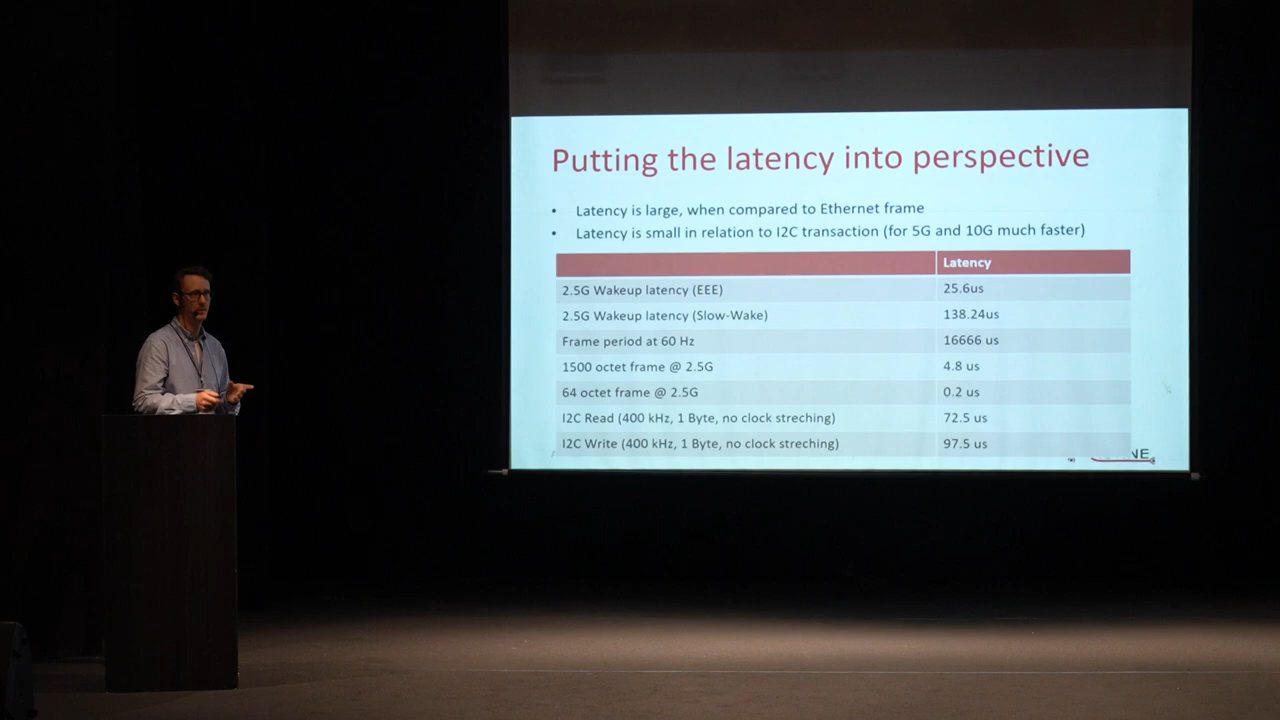 Putting the latency into perspective
• Latency is large, when compared to Ethernet frame
• Latency is small in relation to I2C transaction (for 5G and 10G much faster)
Latency
2.5G Wakeup latency (EEE) 25.6us
2.5G Wakeup latency (Slow-Wake) 138.24us
Frame period at 60 Hz 16666 us
1500 octet frame @ 2.5G 4.8 us
64 octet frame @ 2.5G 0.2 us
I2C Read (400 kHz, 1 Byte, no clock streching) 72.5 us
I2C Write (400 kHz, 1 Byte, no clock streching) 97.5 us